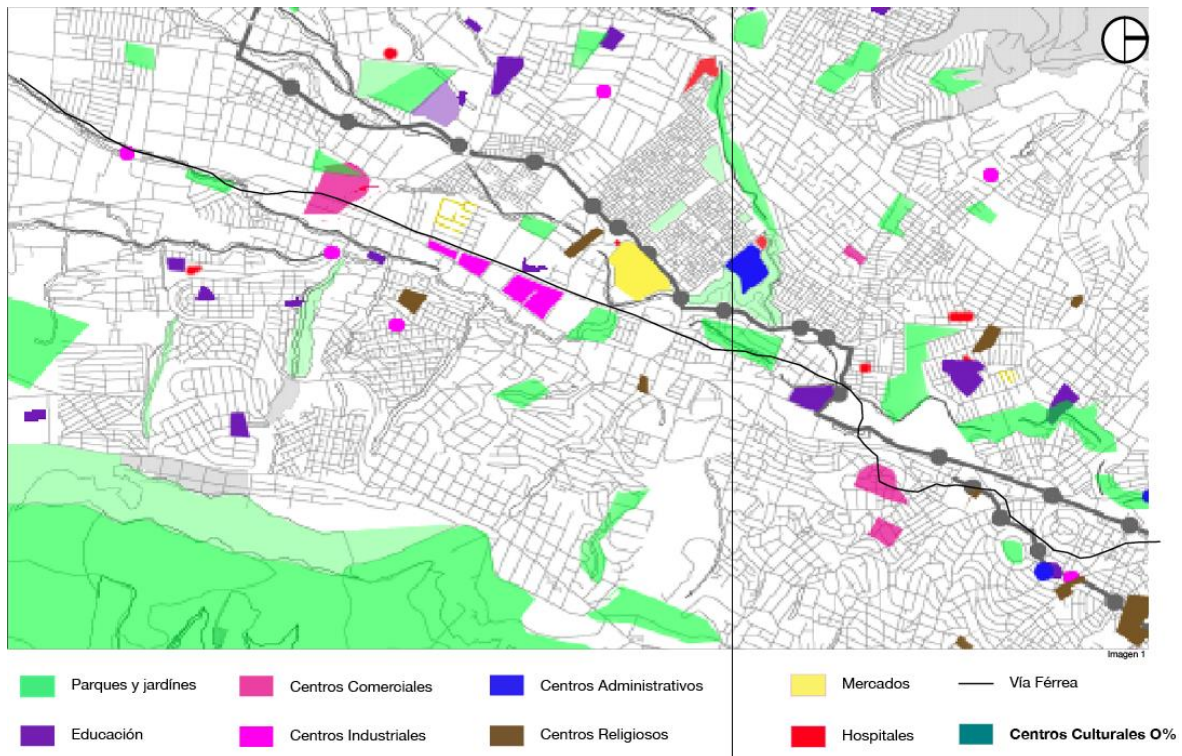 Imagen 1
Parques y jardínes
Centros Comerciales
Centros Administrativos
Mercados
Vía Férrea
Educación
Centros Industriales
Centros Religiosos
Hospitales
Centros Culturales O%